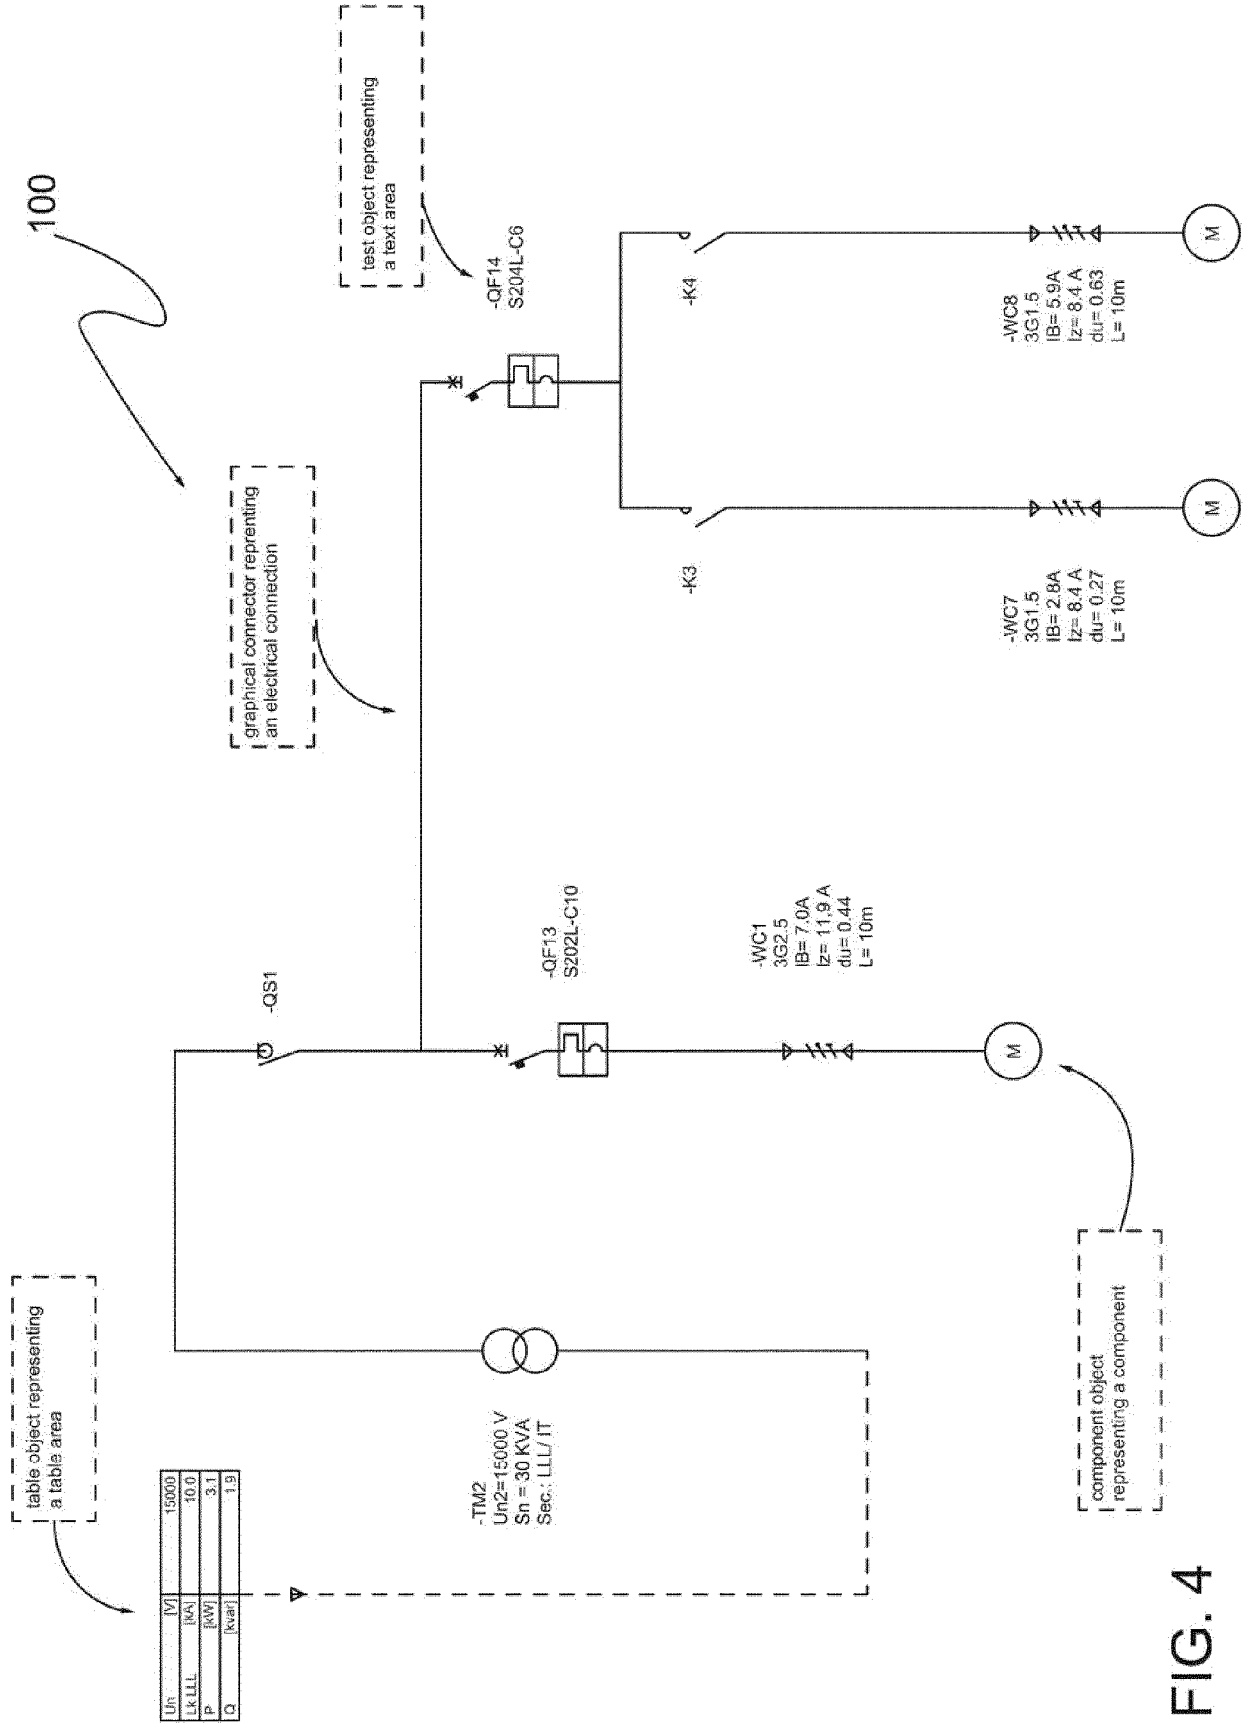 100
test object representing
a text area
-QF14
S204L-C6
graphical connector reprenting
an electrical connection
-K4
-K3
-WC8
3G1.5
IB= 5.9A
Iz= 8.4 A
du= 0.63
L= 10m
-WC7
3G1.5
IB= 2.8A
Iz= 8.4 A
du= 0.27
L= 10m
M
M
-QS1
-QF13
S202L-C10
-WC1
3G2.5
IB= 7.0A
Iz= 11,9 A
du= 0.44
L= 10m
M
table object representing
a table area
Un [V] 15000
Lk LLL [kA] 10.0
P [kW] 3.1
Q [kvar] 1.9
-TM2
Un2=15000 V
Sn = 30 KVA
Sec.: LLL/ IT
component object
representing a component
FIG. 4